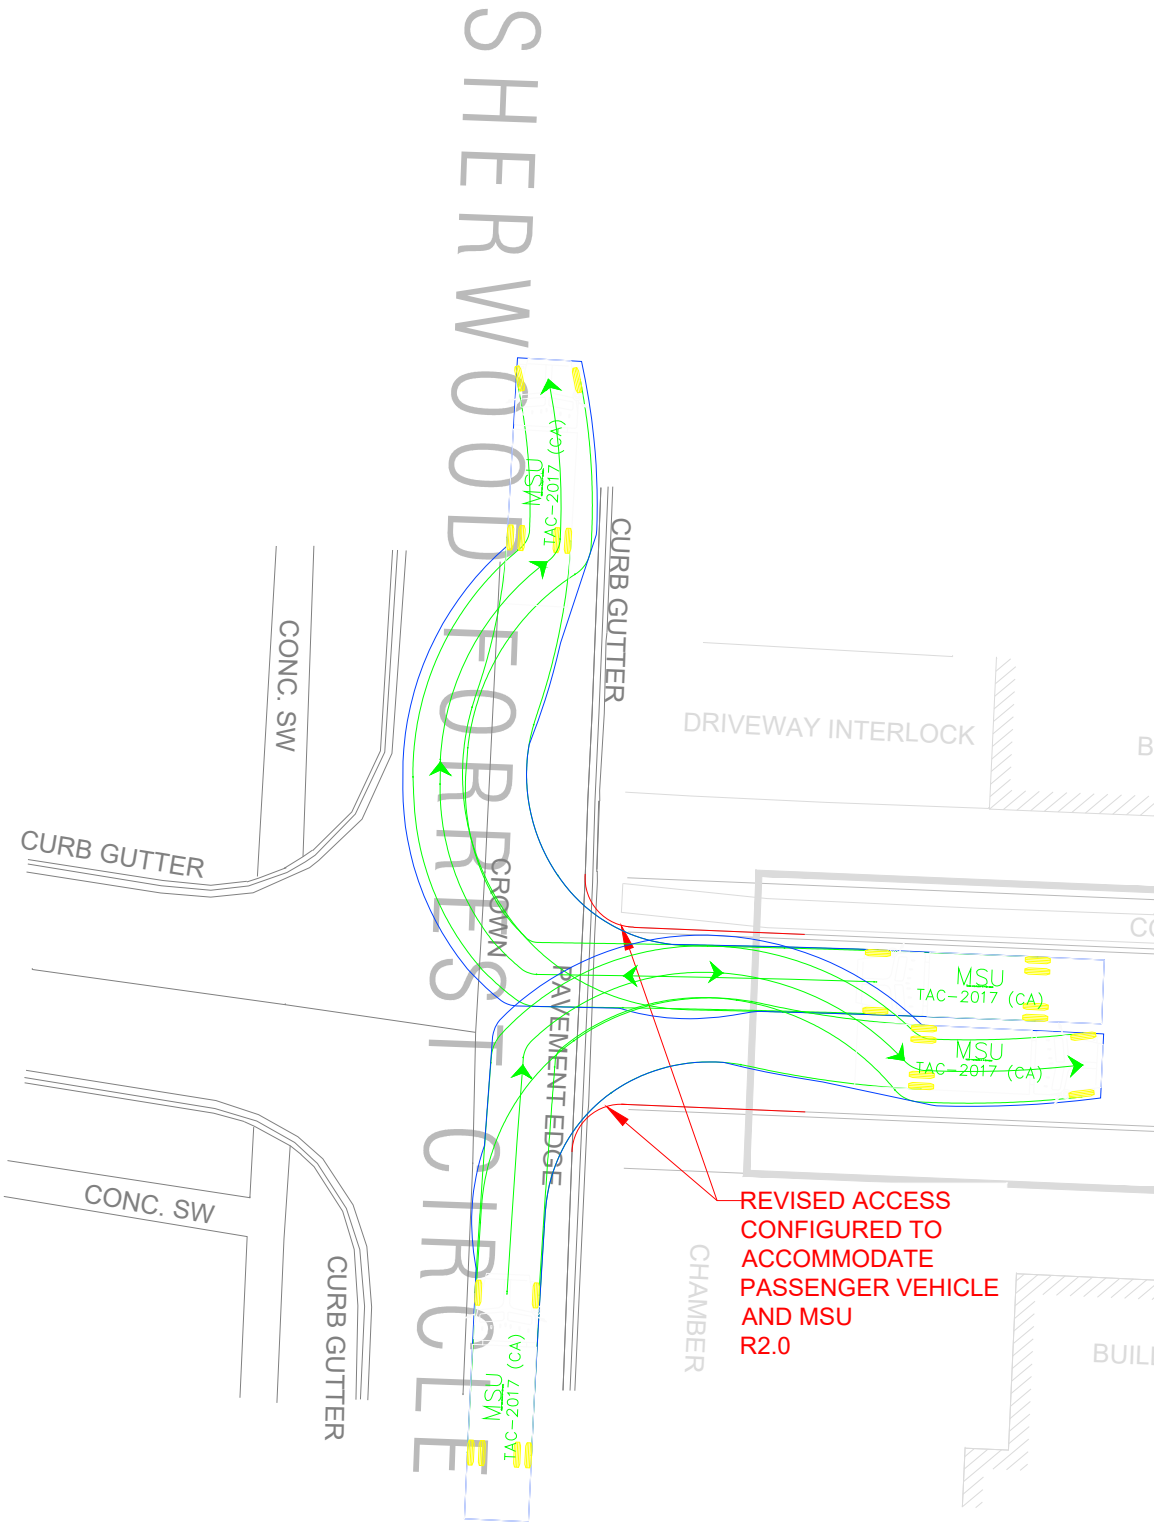 SHERWOOD FORREST CIRCLE
MSU
TAC-2017 (CA)
CURB GUTTER
CONC. SW
DRIVEWAY INTERLOCK
B
CURB GUTTER
CROWN
CO
PAVEMENT EDGE
MSU
TAC-2017 (CA)
MSU
TAC-2017 (CA)
CONC. SW
REVISED ACCESS
CONFIGURED TO
ACCOMMODATE
PASSENGER VEHICLE
AND MSU
R2.0
CHAMBER
CURB GUTTER
BUIL
MSU
TAC-2017 (CA)